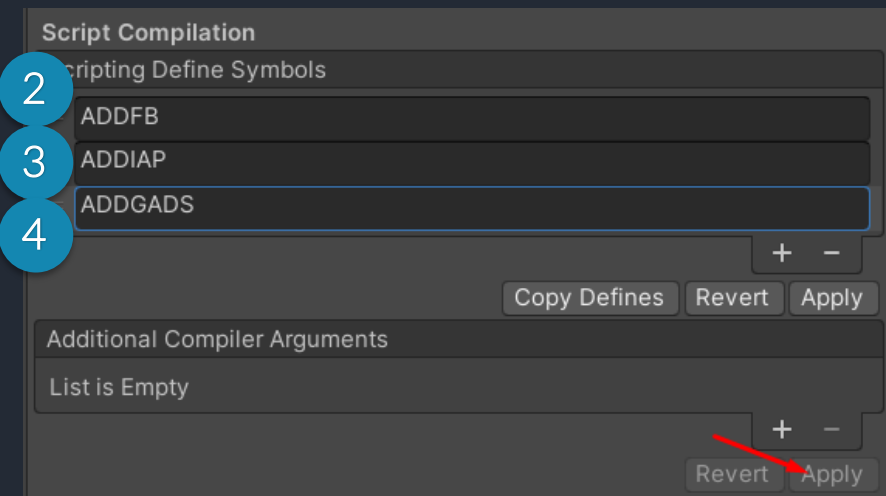 Script Compilation
cripting Define Symbols
2
ADDFB
3
ADDIAP
4
ADDGADS
+ −
Copy Defines Revert Apply
Additional Compiler Arguments
List is Empty
+ −
Revert Apply